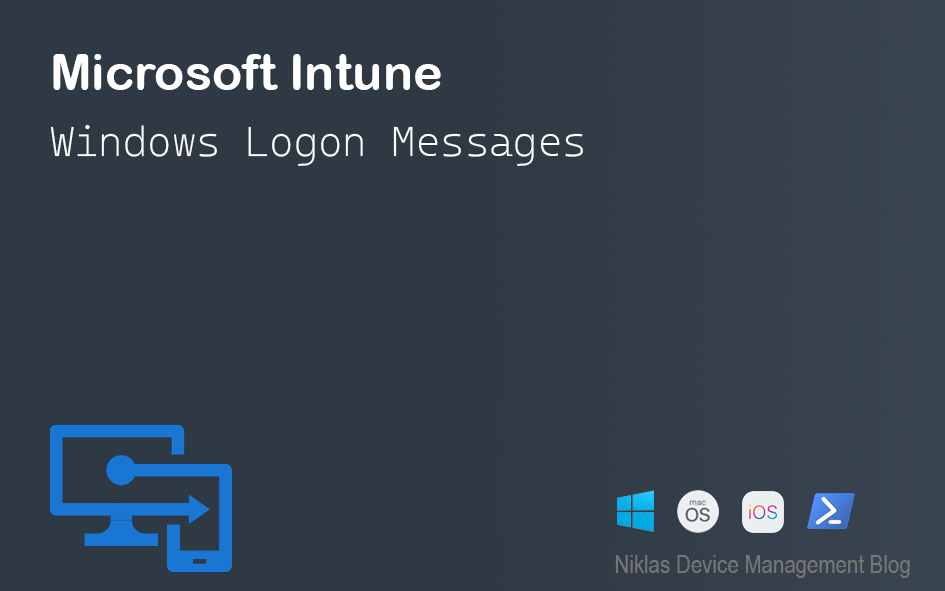 Microsoft Intune
Windows Logon Messages
mac
OS
iOS
Niklas Device Management Blog